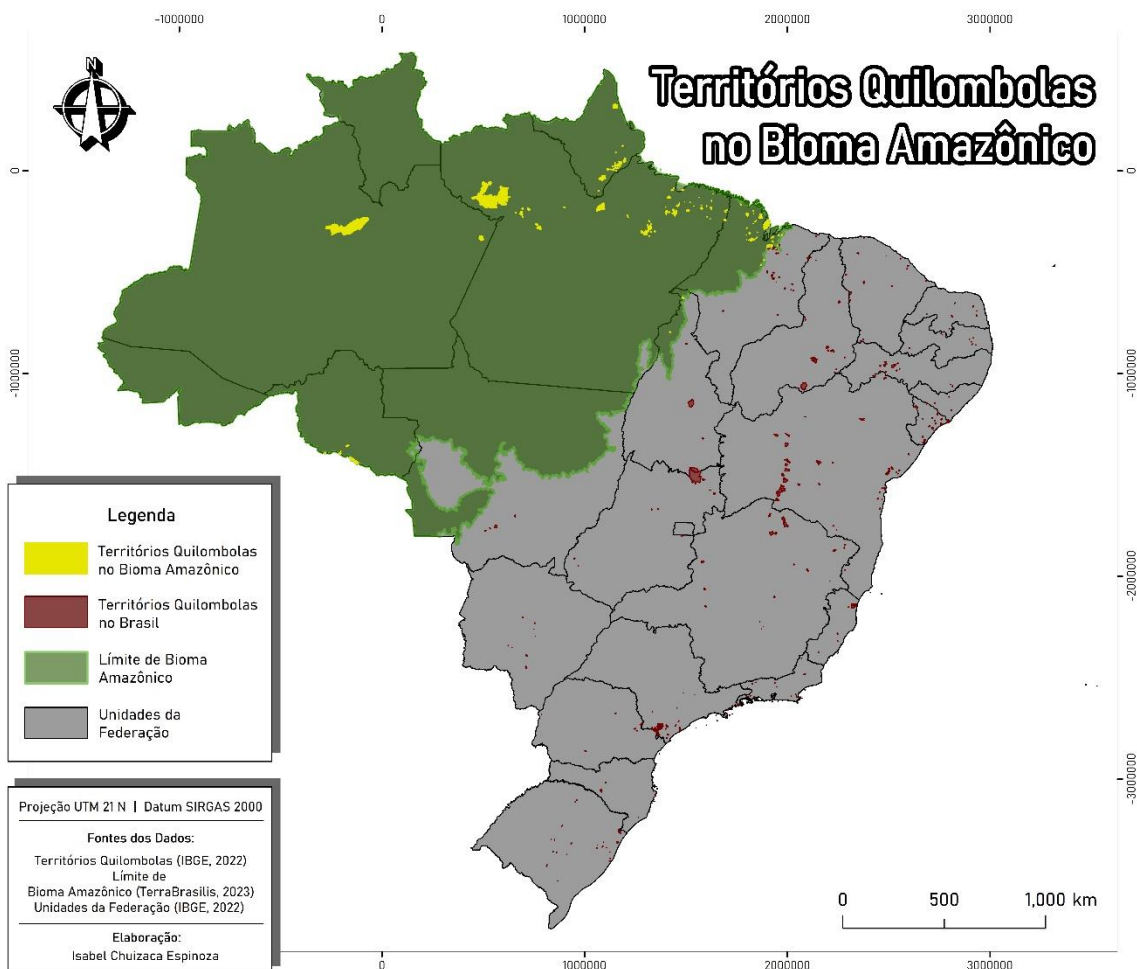 -1000000
0
1000000
2000000
3000000
N
Territórios Quilombolas
no Bioma Amazônico
0
0
-1000000
-1000000
-2000000
-2000000
-3000000
-3000000
Legenda
Territórios Quilombolas
no Bioma Amazônico
Territórios Quilombolas
no Brasil
Límite de Bioma
Amazônico
Unidades da
Federação
Projeção UTM 21 N | Datum SIRGAS 2000
Fontes dos Dados:
Territórios Quilombolas (IBGE, 2022)
Límite de
Bioma Amazônico (TerraBrasilis, 2023)
Unidades da Federação (IBGE, 2022)
Elaboração:
Isabel Chuizaca Espinoza
0 500 1,000 km
0
1000000
2000000
3000000